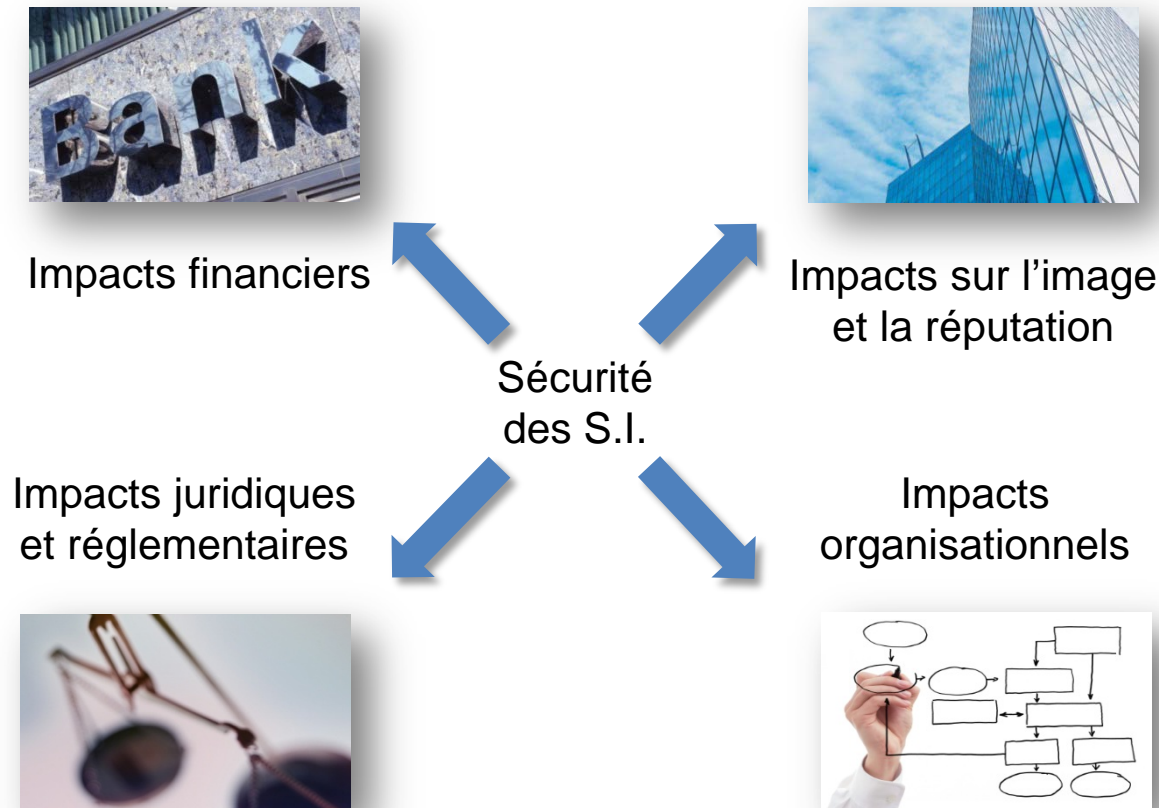 Bank
Impacts financiers
Impacts sur l’image
et la réputation
Sécurité
des S.I.
Impacts juridiques
et réglementaires
Impacts
organisationnels